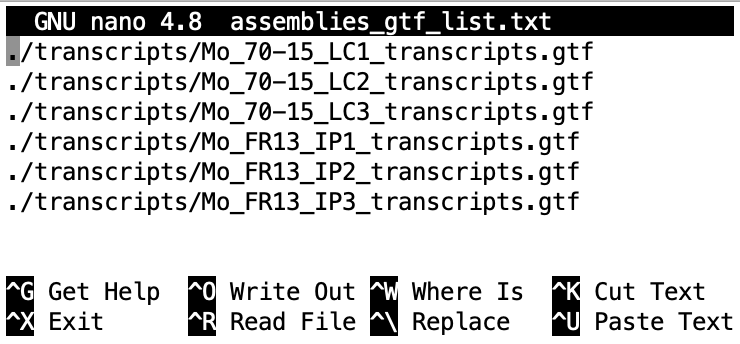 GNU nano 4.8 assemblies_gtf_list.txt
./transcripts/Mo_70-15_LC1_transcripts.gtf
./transcripts/Mo_70-15_LC2_transcripts.gtf
./transcripts/Mo_70-15_LC3_transcripts.gtf
./transcripts/Mo_FR13_IP1_transcripts.gtf
./transcripts/Mo_FR13_IP2_transcripts.gtf
./transcripts/Mo_FR13_IP3_transcripts.gtf
^G Get Help ^O Write Out ^W Where Is ^K Cut Text
^X Exit ^R Read File ^\ Replace ^U Paste Text